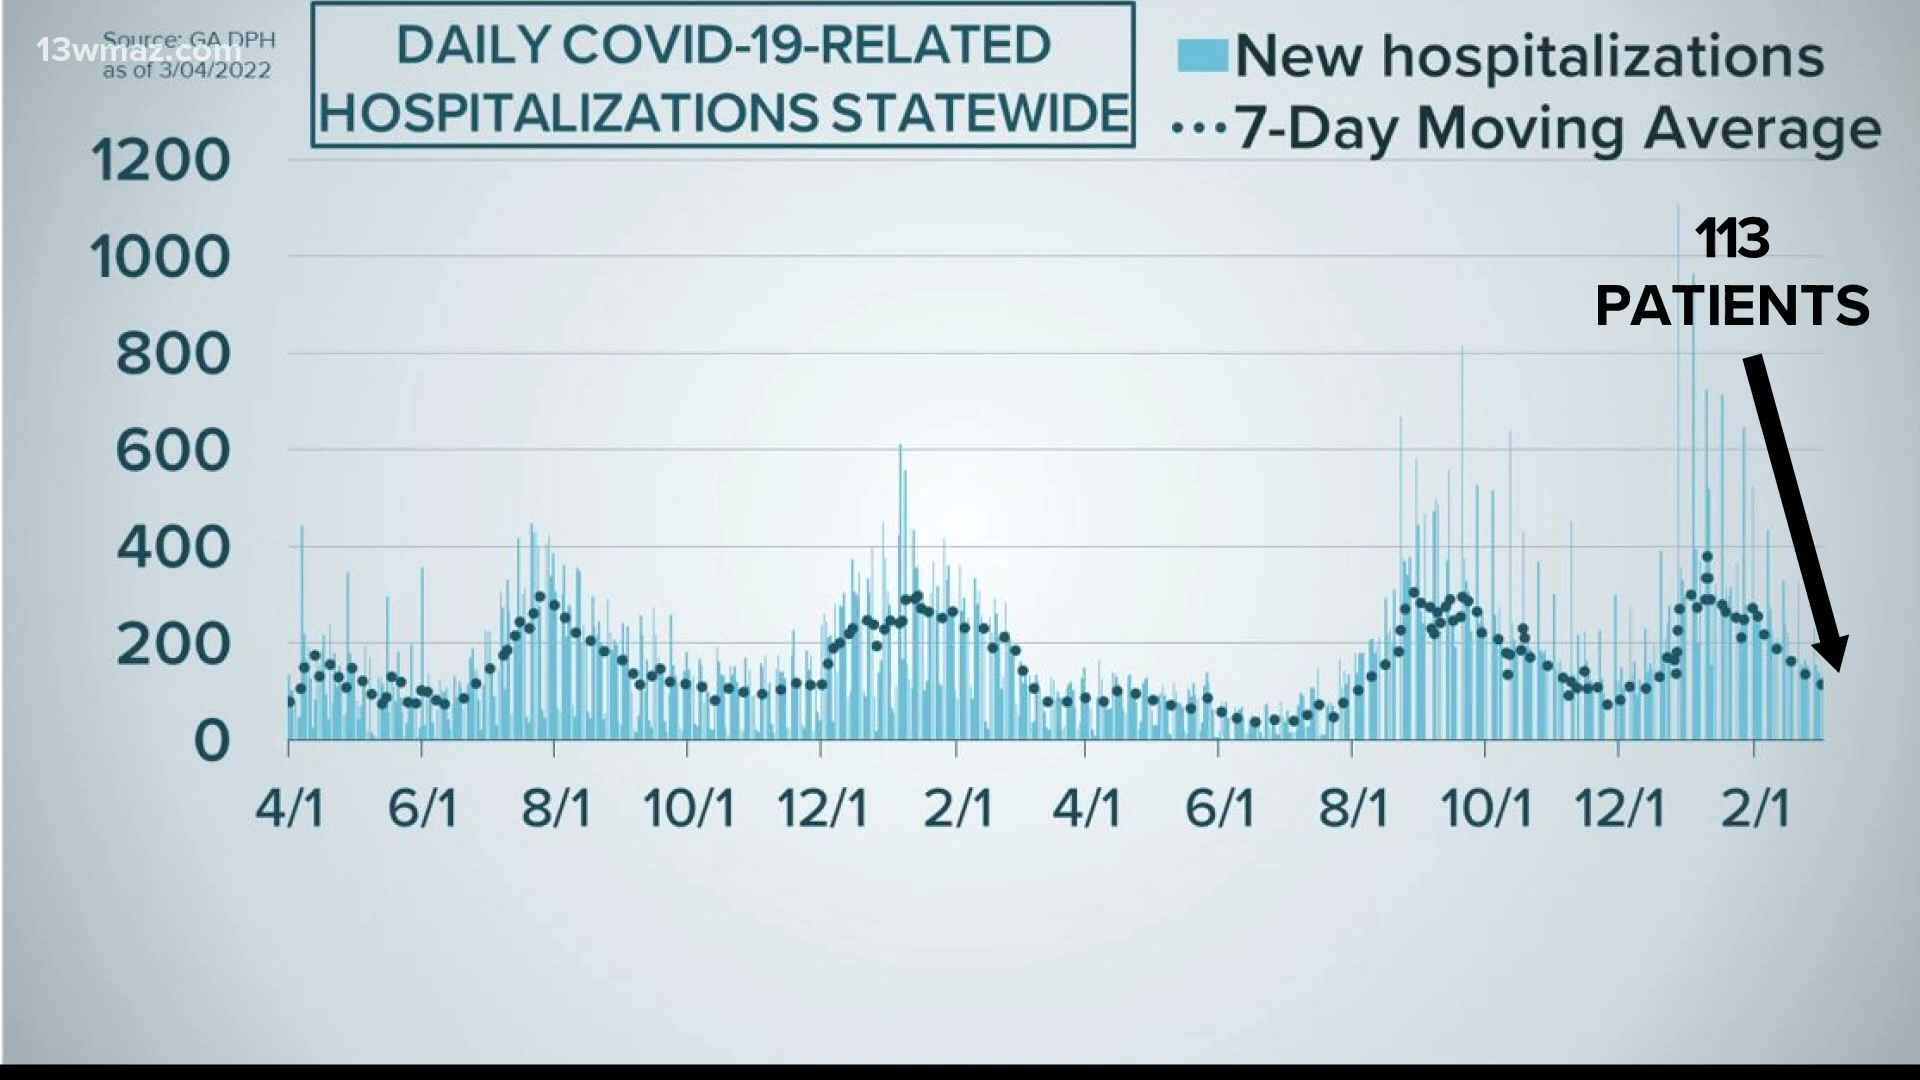 Source: GA DPH
13wmaz.com
as of 3/04/2022
DAILY COVID-19-RELATED
HOSPITALIZATIONS STATEWIDE
New hospitalizations
7-Day Moving Average
1200
1000
800
600
400
200
0
113
PATIENTS
4/1 6/1 8/1 10/1 12/1 2/1 4/1 6/1 8/1 10/1 12/1 2/1